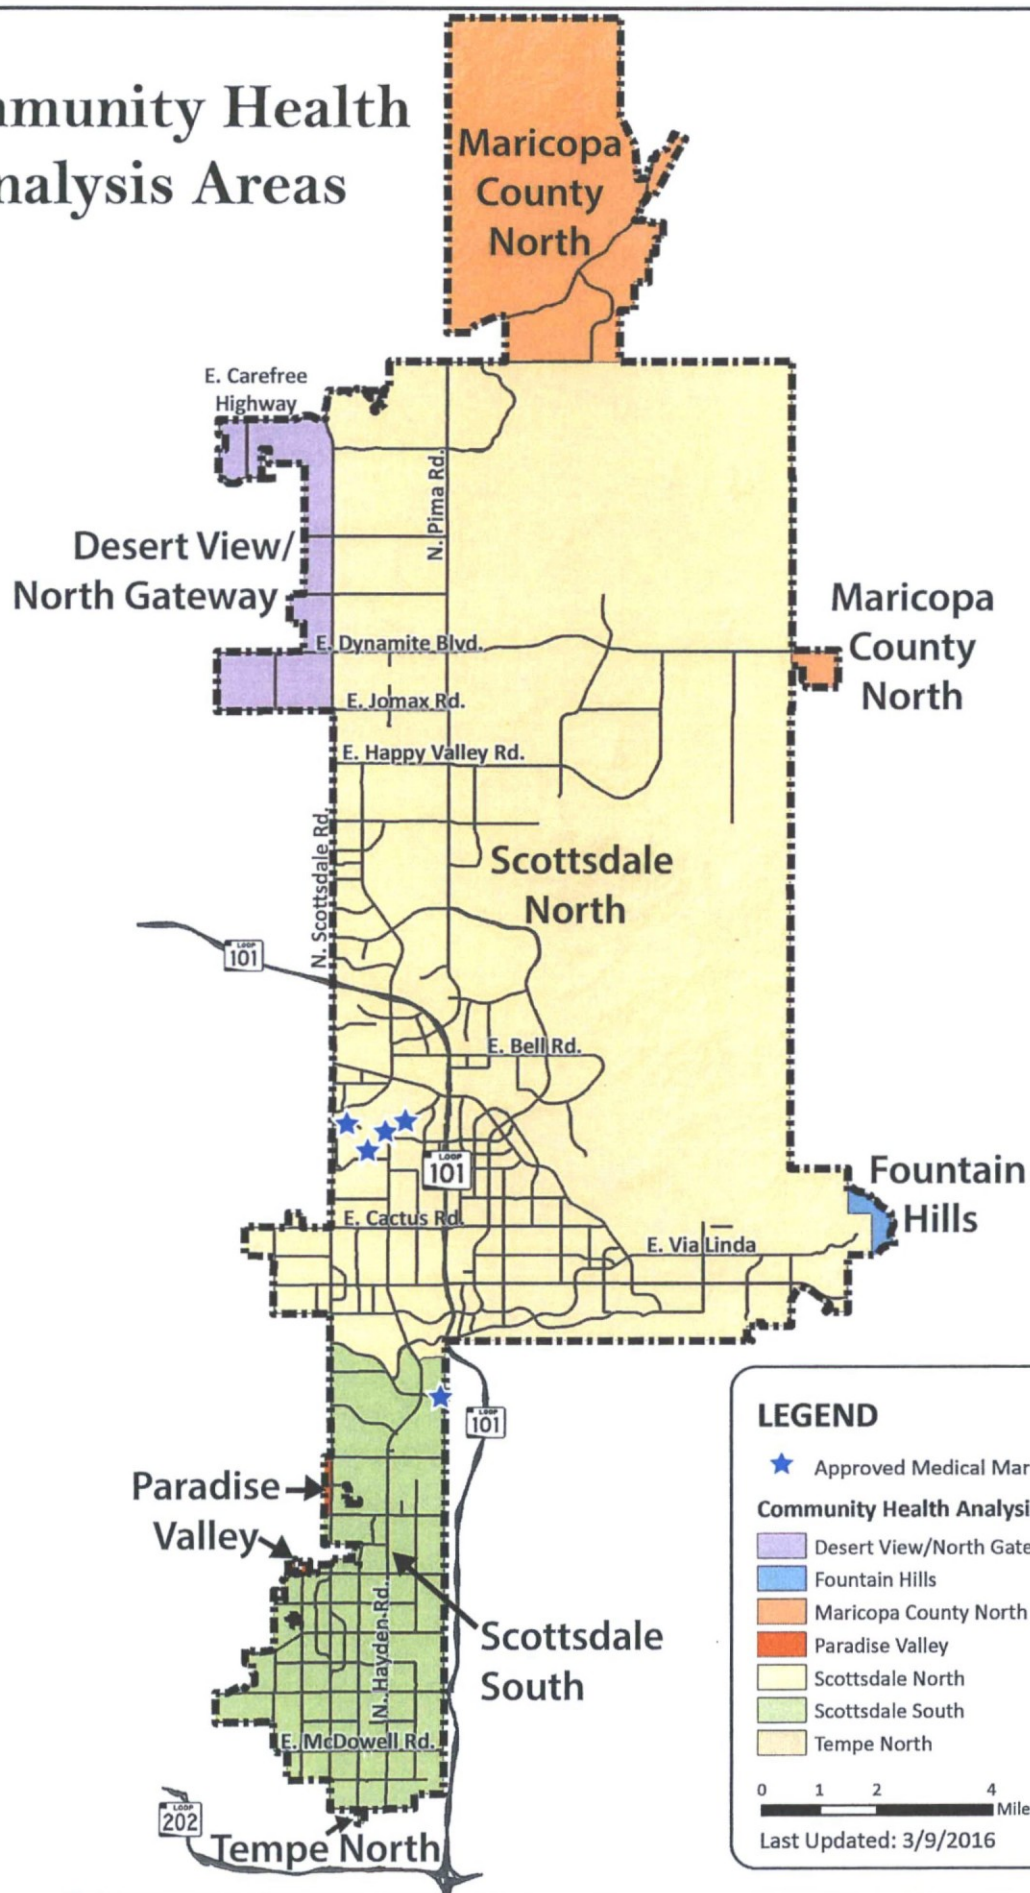 mmunity Health
nalysis Areas
Maricopa
County
North
E. Carefree
Highway
N. Pima Rd.
Desert View/
North Gateway
Maricopa
County
North
E. Dynamite Blvd.
E. Jomax Rd.
E. Happy Valley Rd.
N. Scottsdale Rd.
Scottsdale
North
LOOP
101
E. Bell Rd.
LOOP
101
Fountain
Hills
E. Cactus Rd.
E. Via Linda
LOOP
101
Paradise
Valley
N. Hayden Rd.
Scottsdale
South
E. McDowell Rd.
LOOP
202
Tempe North
LEGEND
Approved Medical Mar
Community Health Analysi
Desert View/North Gate
Fountain Hills
Maricopa County North
Paradise Valley
Scottsdale North
Scottsdale South
Tempe North
0 1 2 4
Mile
Last Updated: 3/9/2016